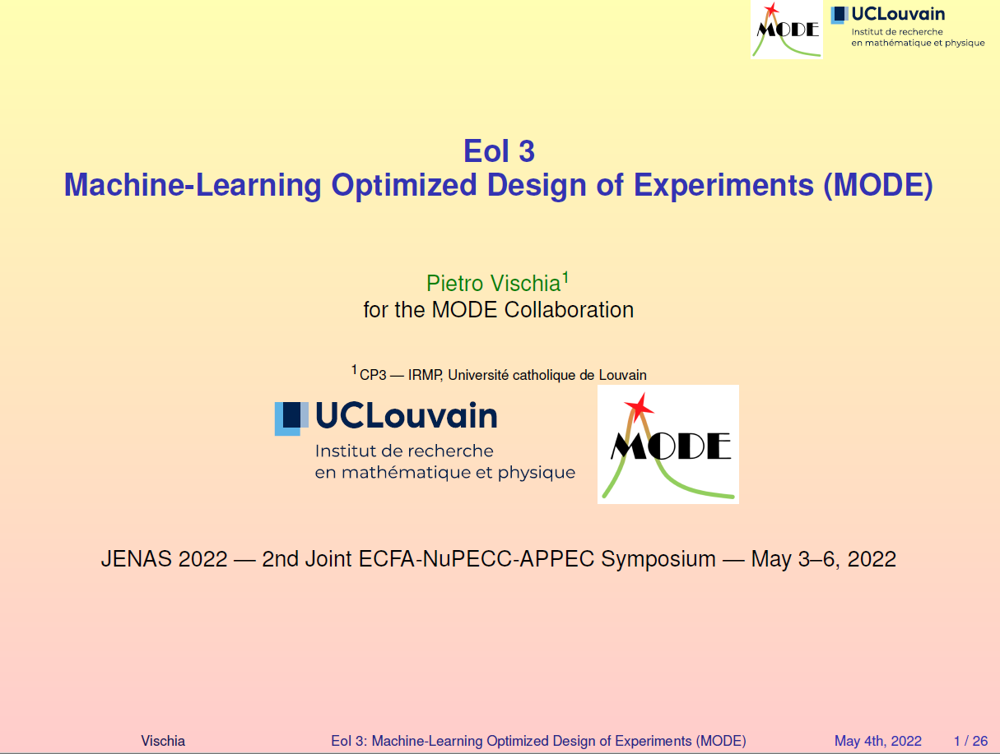 MODE
UCLouvain
Institut de recherche
en mathématique et physique
EoI 3
Machine-Learning Optimized Design of Experiments (MODE)
Pietro Vischia¹
for the MODE Collaboration
¹CP3 — IRMP, Université catholique de Louvain
UCLouvain
Institut de recherche
en mathématique et physique
MODE
JENAS 2022 — 2nd Joint ECFA-NuPECC-APPEC Symposium — May 3–6, 2022
Vischia EoI 3: Machine-Learning Optimized Design of Experiments (MODE) May 4th, 2022 1 / 26